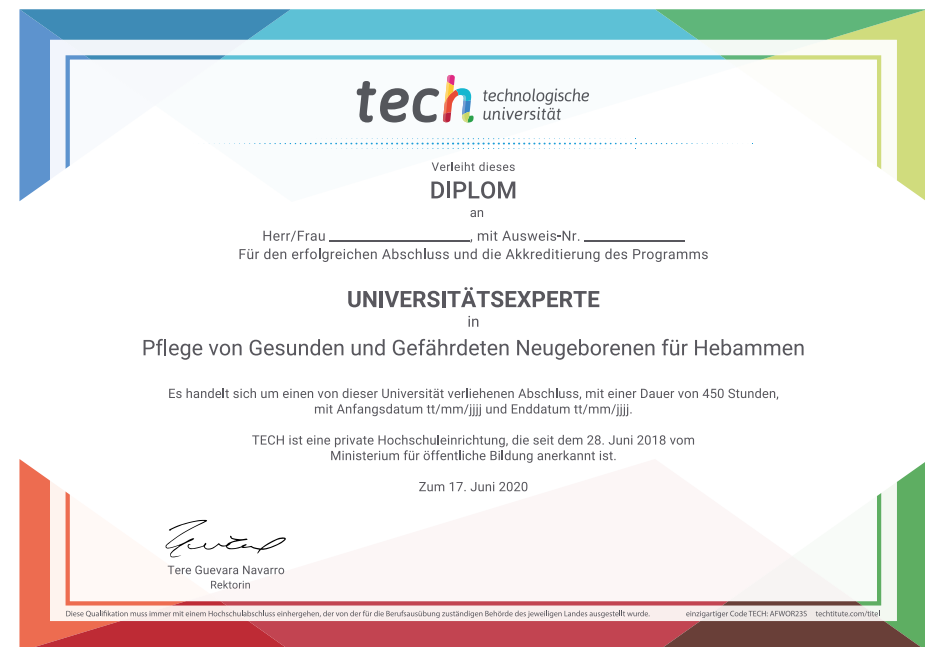 tech technologische
universität
Verleiht dieses
DIPLOM
an
Herr/Frau ____________________, mit Ausweis-Nr. ______________
Für den erfolgreichen Abschluss und die Akkreditierung des Programms
UNIVERSITÄTSEXPERTE
in
Pflege von Gesunden und Gefährdeten Neugeborenen für Hebammen
Es handelt sich um einen von dieser Universität verliehenen Abschluss, mit einer Dauer von 450 Stunden,
mit Anfangsdatum tt/mm/jjjj und Enddatum tt/mm/jjjj.
TECH ist eine private Hochschuleinrichtung, die seit dem 28. Juni 2018 vom
Ministerium für öffentliche Bildung anerkannt ist.
Zum 17. Juni 2020
Tere Guevara Navarro
Rektorin
Diese Qualifikation muss immer mit einem Hochschulabschluss einhergehen, der von der für die Berufsausübung zuständigen Behörde des jeweiligen Landes ausgestellt wurde. einzigartiger Code TECH: AFWOR23S techtitute.com/titel